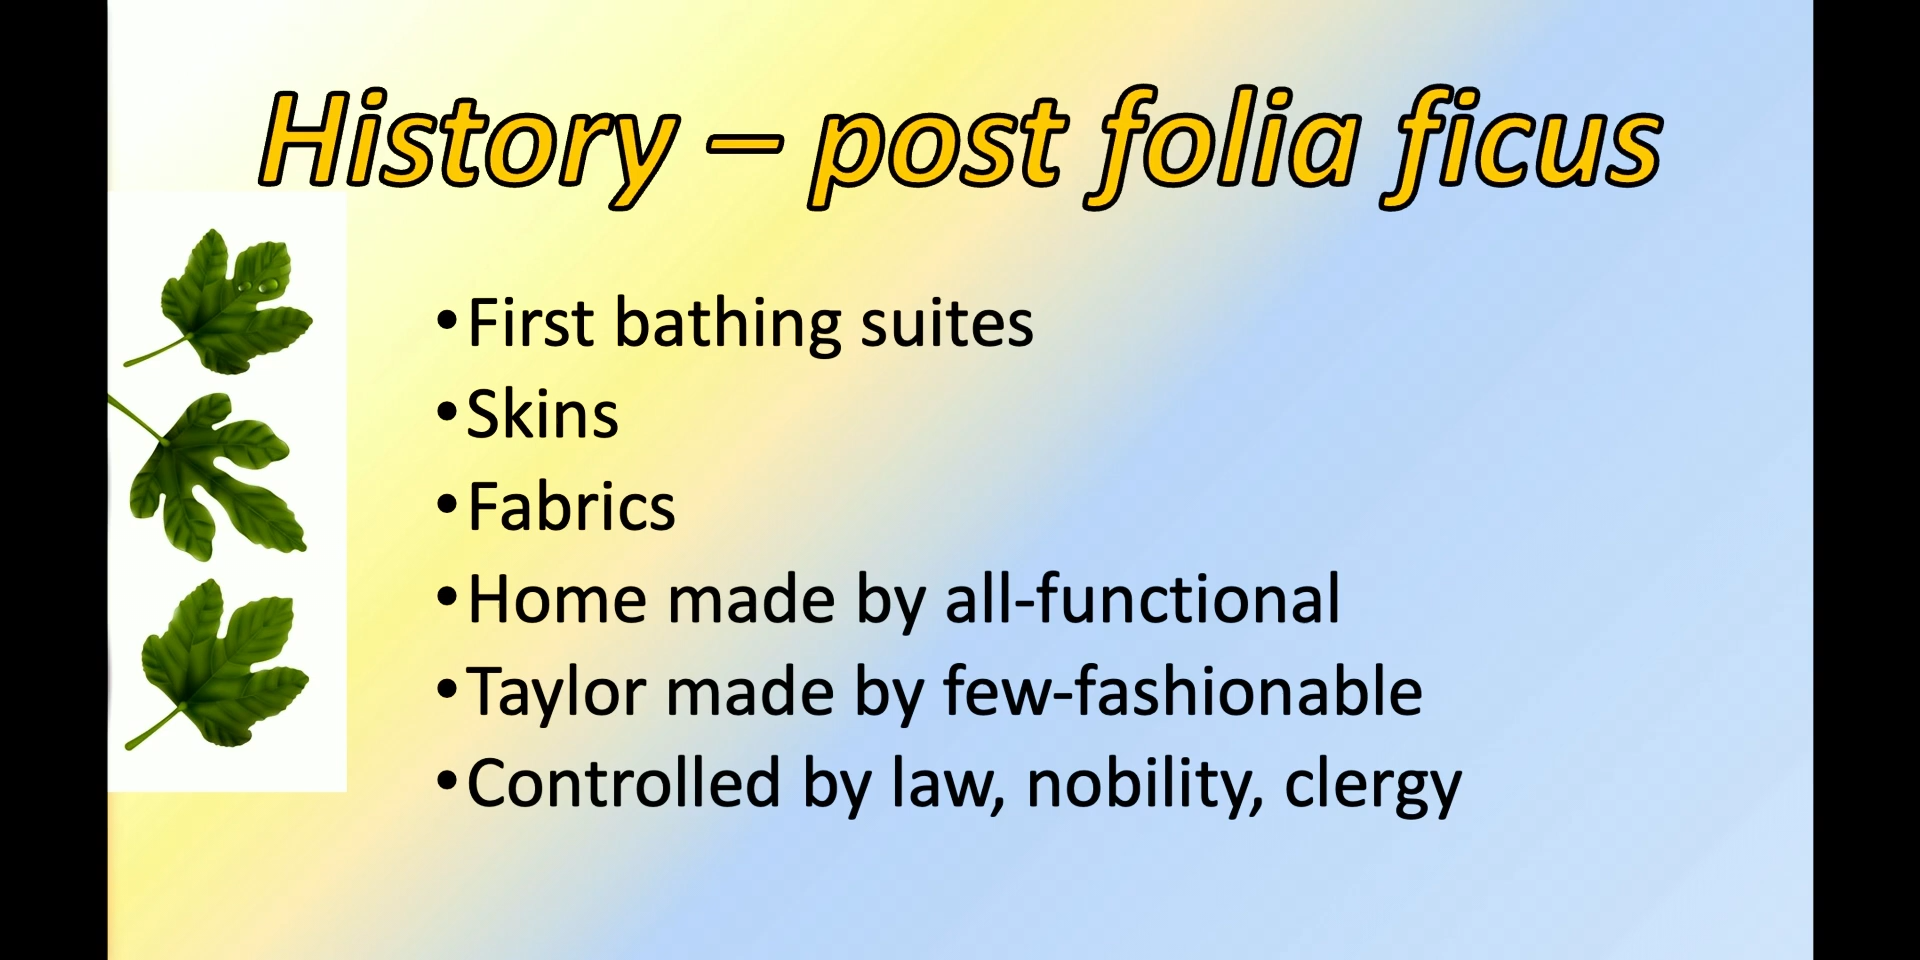 History – post folia ficus
•First bathing suites
•Skins
•Fabrics
•Home made by all-functional
•Taylor made by few-fashionable
•Controlled by law, nobility, clergy